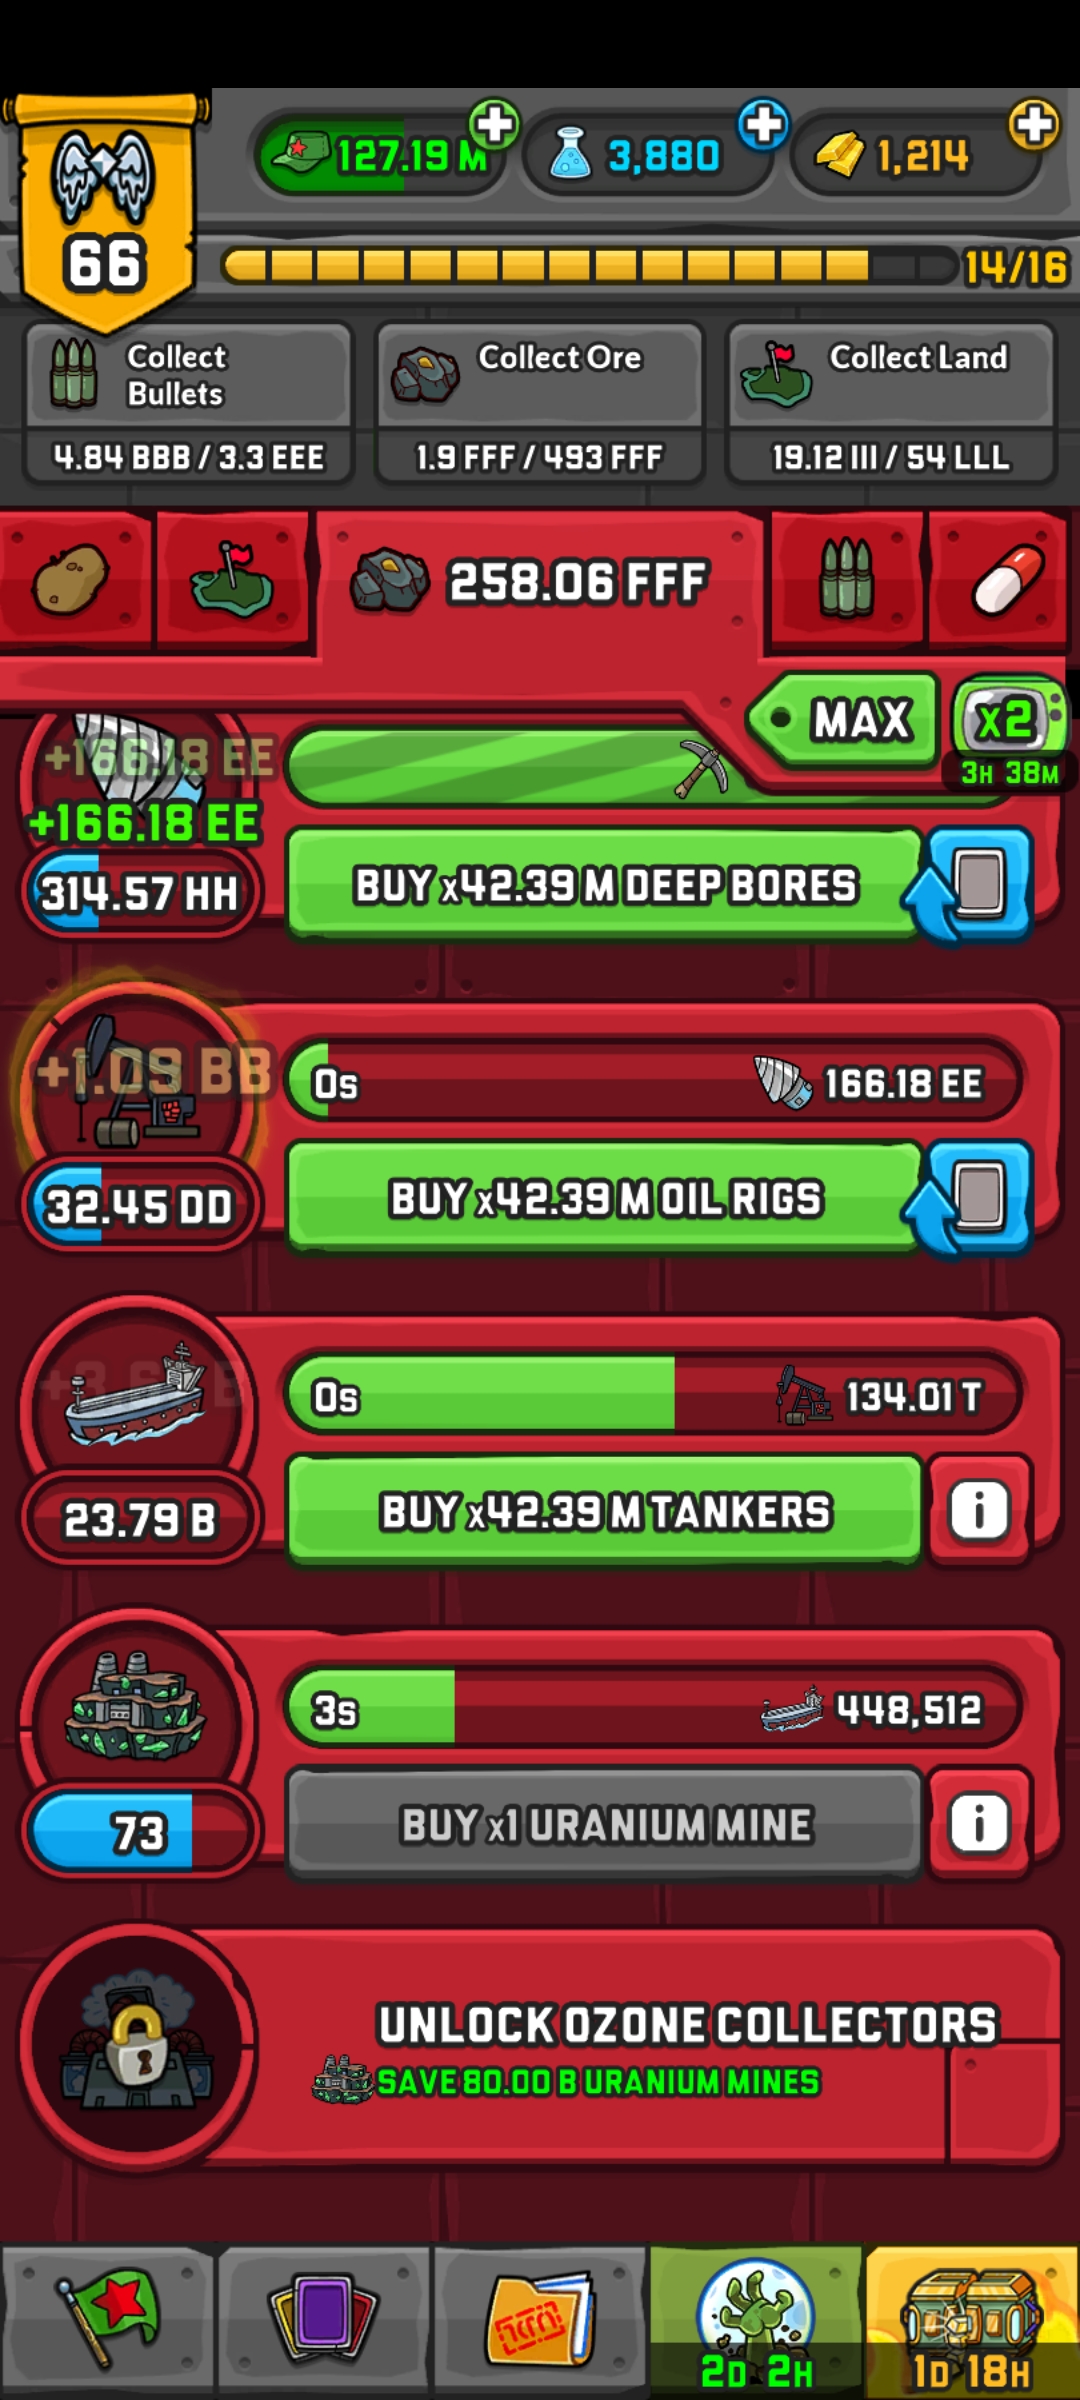 127.19 M
3,880
1,214
66
14/16
Collect
Bullets
4.84 BBB / 3.3 EEE
Collect Ore
1.9 FFF / 493 FFF
Collect Land
19.12 III / 54 LLL
258.06 FFF
MAX
x2
3H 38M
+166.18 EE
+166.18 EE
314.57 HH
BUY x42.39 M DEEP BORES
+1.09 BB
0s
166.18 EE
32.45 DD
BUY x42.39 M OIL RIGS
0s
134.01 T
23.79 B
BUY x42.39 M TANKERS
i
3s
448,512
73
BUY x1 URANIUM MINE
i
UNLOCK OZONE COLLECTORS
SAVE 80.00 B URANIUM MINES
2D 2H
1D 18H